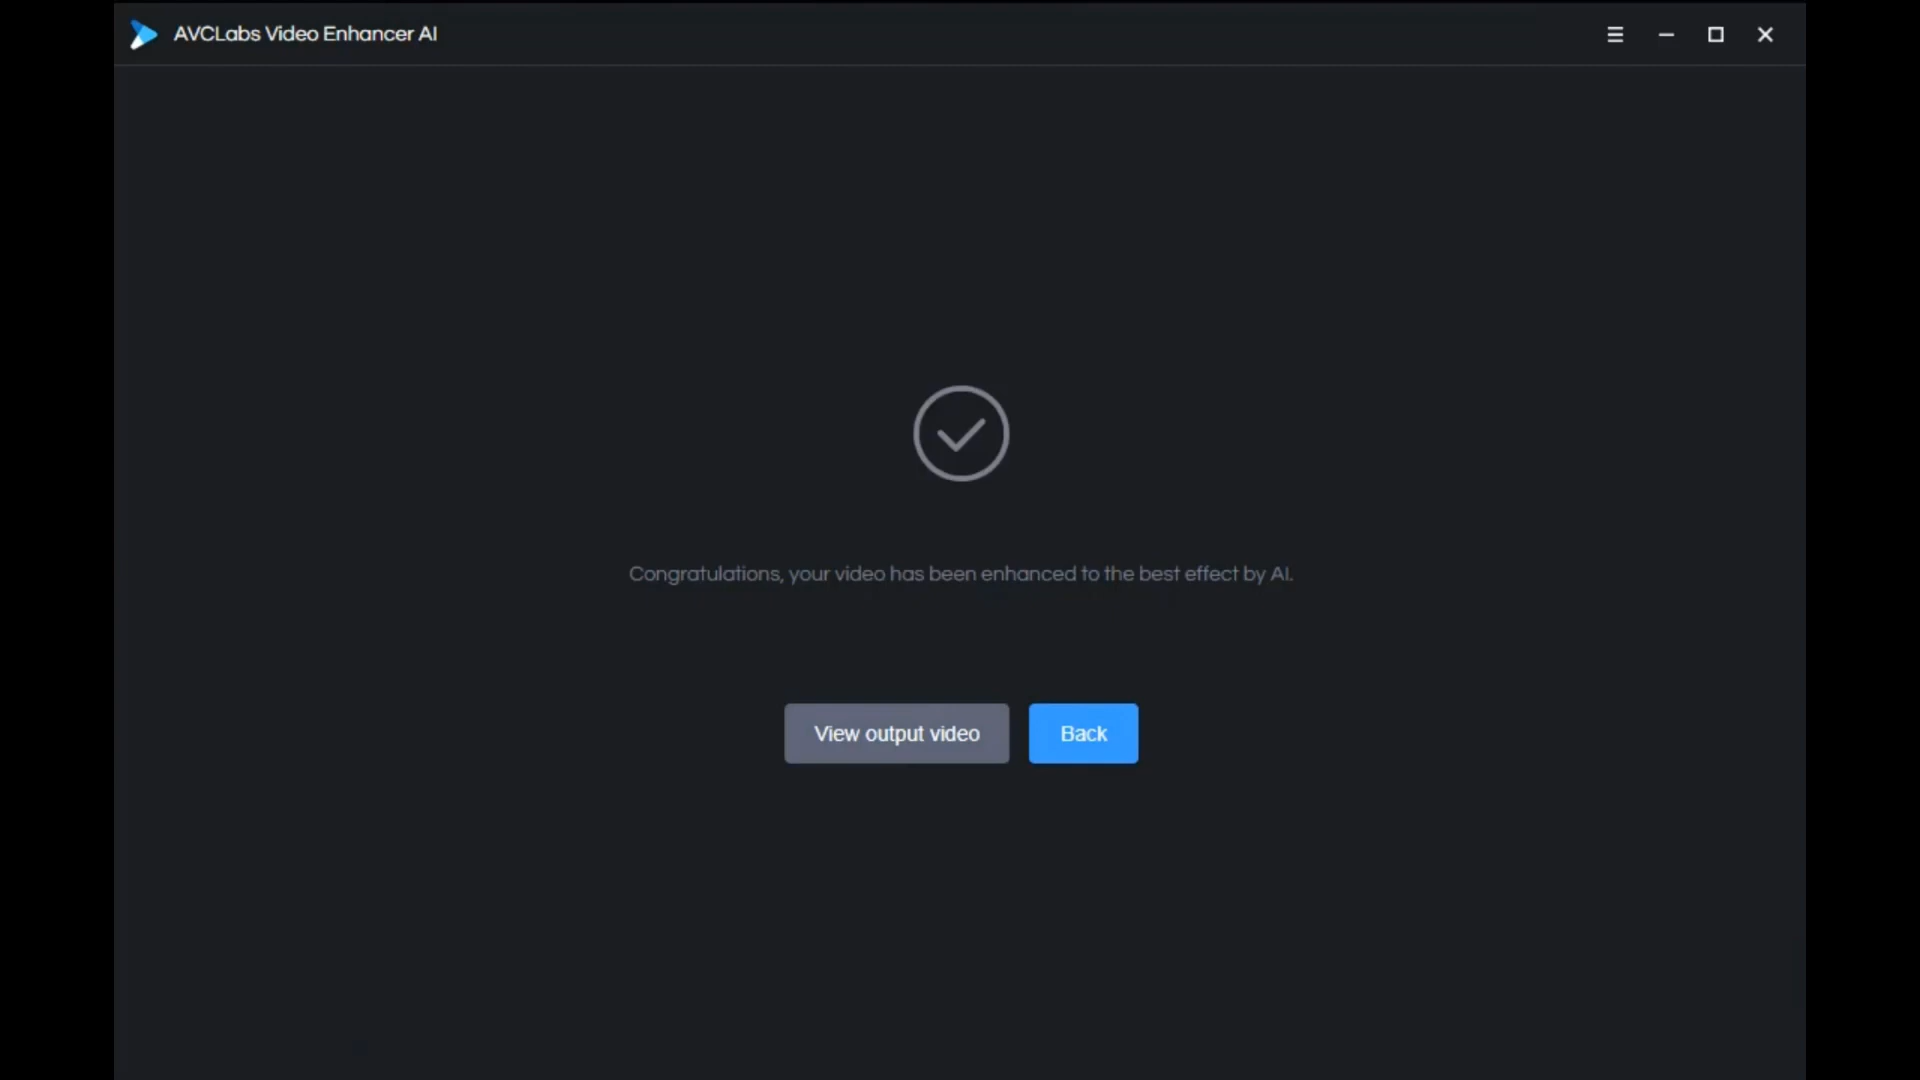 AVCLabs Video Enhancer AI
Congratulations, your video has been enhanced to the best effect by AI.
View output video
Back